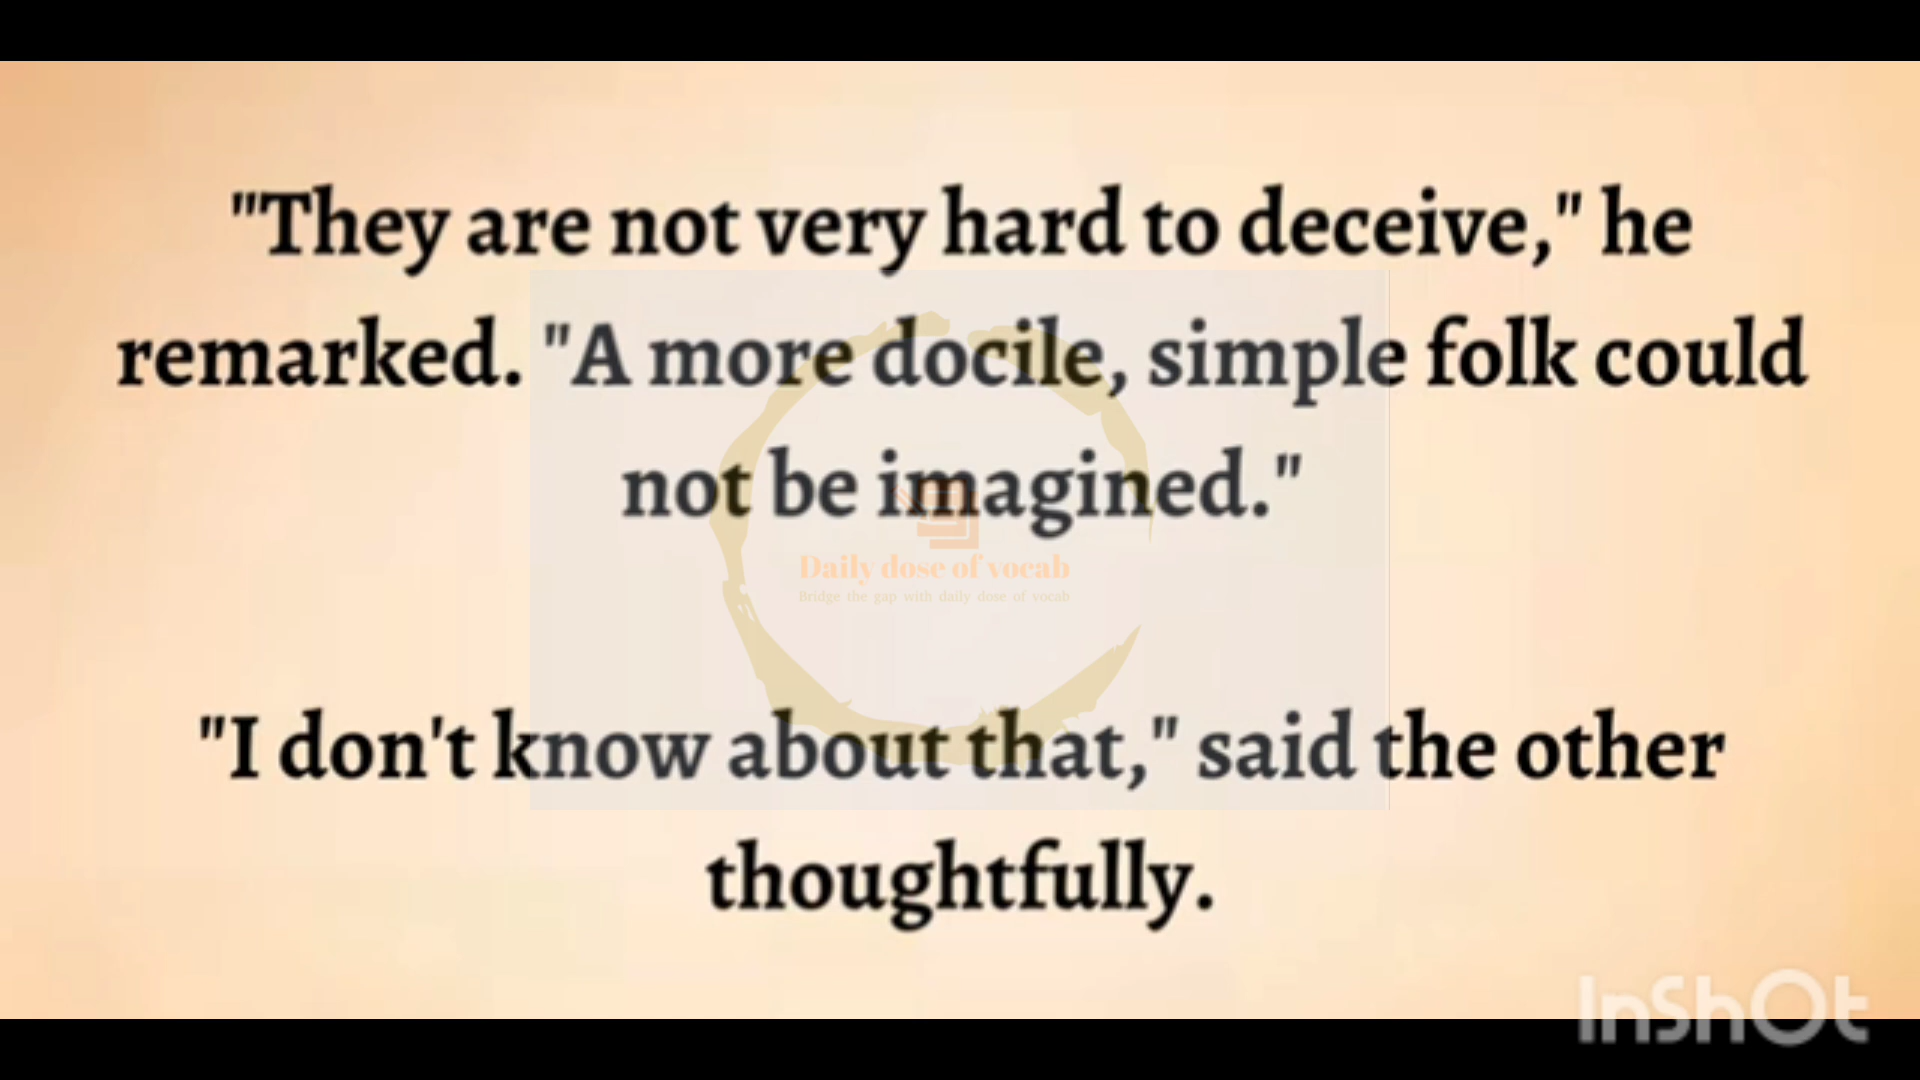 "They are not very hard to deceive," he
remarked. "A more docile, simple folk could
not be imagined."
Daily dose of vocab
Bridge the gap with daily dose of vocab
"I don't know about that," said the other
thoughtfully.
InShOt